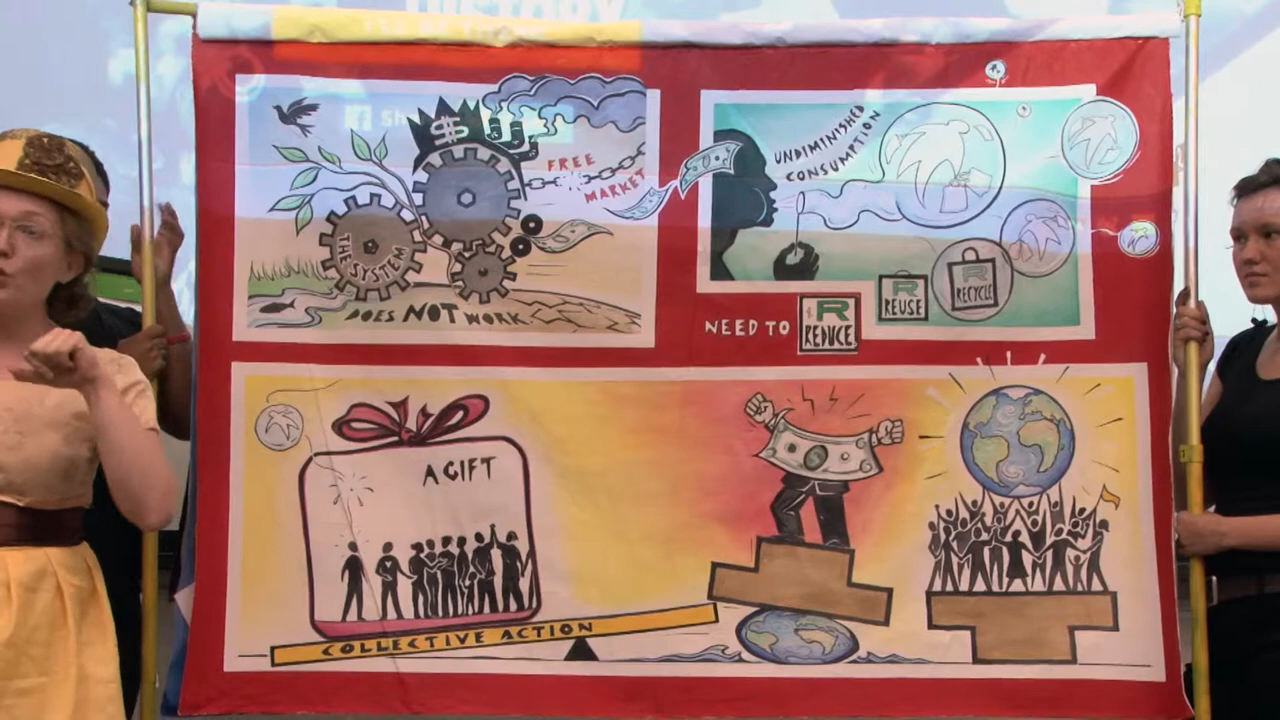 $
FREE
MARKET
THE SYSTEM
DOES NOT WORK
UNDIMINISHED
CONSUMPTION
NEED TO
R
REDUCE
R
REUSE
R
RECYCLE
A GIFT
COLLECTIVE ACTION